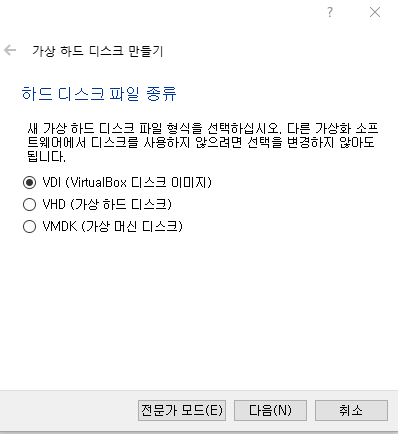 ?
가상 하드 디스크 만들기
하드 디스크 파일 종류
새 가상 하드 디스크 파일 형식을 선택하십시오. 다른 가상화 소프
트웨어에서 디스크를 사용하지 않으려면 선택을 변경하지 않아도
됩니다.
VDI (VirtualBox 디스크 이미지)
VHD (가상 하드 디스크)
VMDK (가상 머신 디스크)
전문가 모드(E) 다음(N) 취소